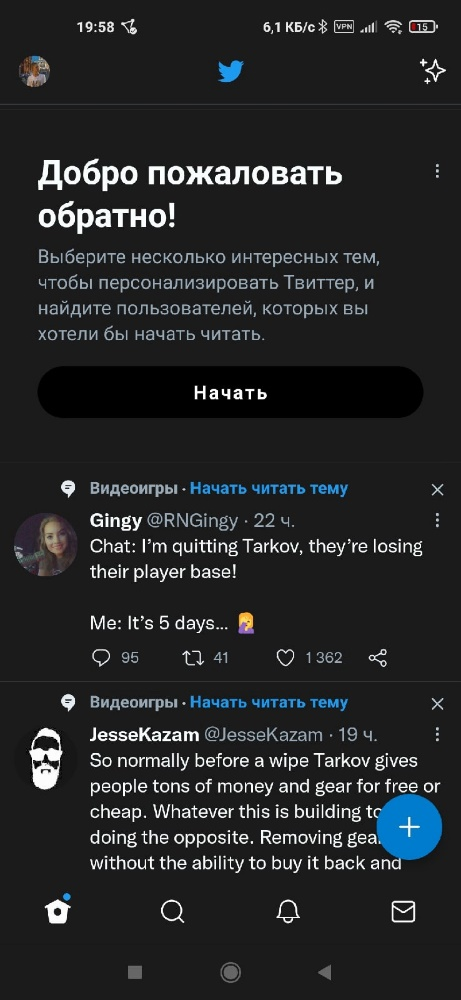 19:58
6,1 КБ/с VPN 15
Добро пожаловать
обратно!
Выберите несколько интересных тем,
чтобы персонализировать Твиттер, и
найдите пользователей, которых вы
хотели бы начать читать.
Начать
Видеоигры · Начать читать тему
Gingy @RNGingy · 22 ч.
Chat: I’m quitting Tarkov, they’re losing
their player base!
Me: It’s 5 days... 🤦‍♀️
95 41 1 362
Видеоигры · Начать читать тему
JesseKazam @JesseKazam · 19 ч.
So normally before a wipe Tarkov gives
people tons of money and gear for free or
cheap. Whatever this is building to
doing the opposite. Removing gea
without the ability to buy it back and